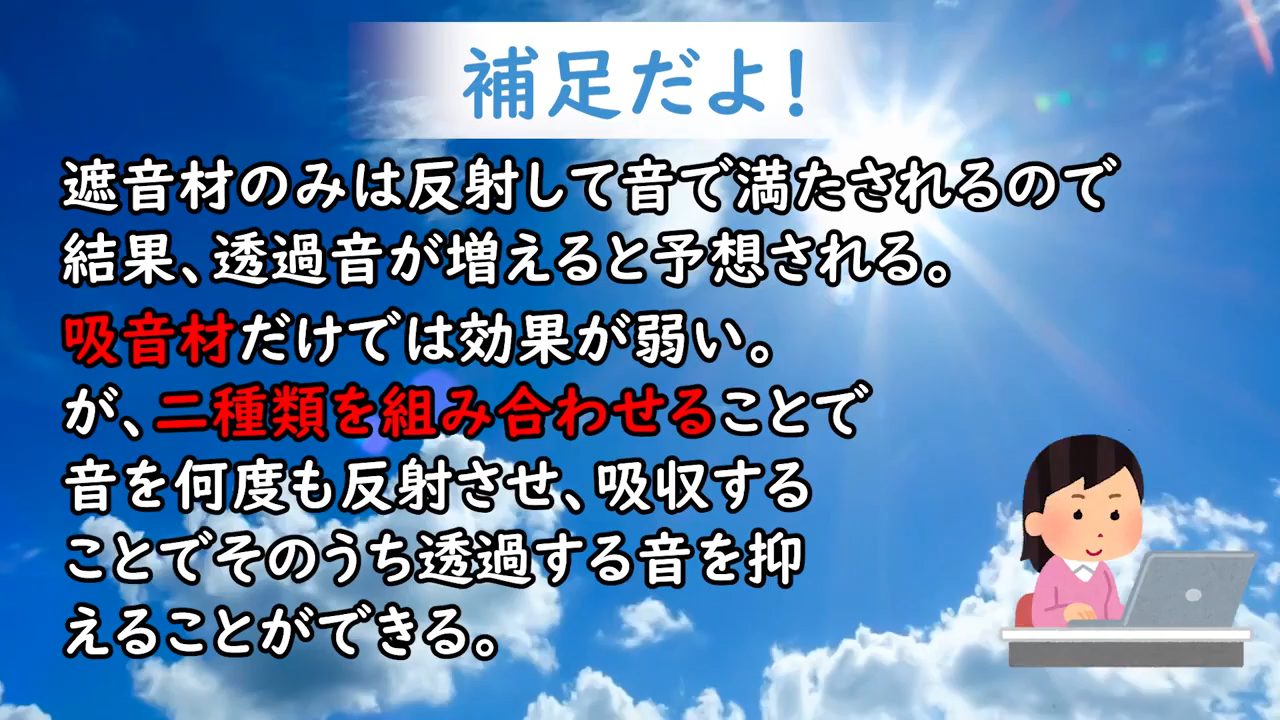 補足だよ!
遮音材のみは反射して音で満たされるので
結果、透過音が増えると予想される。
吸音材だけでは効果が弱い。
が、二種類を組み合わせることで
音を何度も反射させ、吸収する
ことでそのうち透過する音を抑
えることができる。